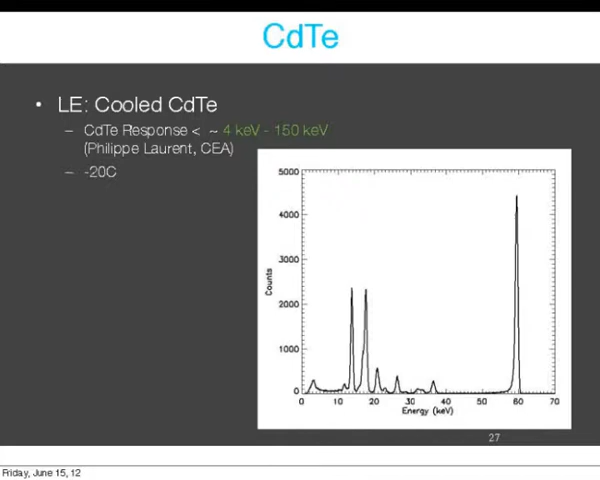 CdTe
• LE: Cooled CdTe
– CdTe Response < ~ 4 keV - 150 keV
(Philippe Laurent, CEA)
– -20C
5000
4000
3000
2000
1000
0
Counts
0 10 20 30 40 50 60 70
Energy (keV)
27
Friday, June 15, 12